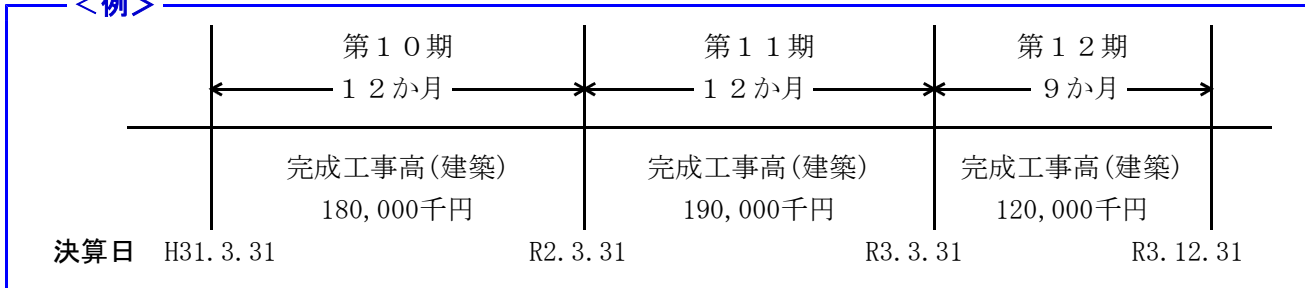 ＜例＞
第１０期 第１１期 第１２期
１２か月 １２か月 ９か月
完成工事高(建築) 完成工事高(建築) 完成工事高(建築)
180,000千円 190,000千円 120,000千円
決算日 H31.3.31 R2.3.31 R3.3.31 R3.12.31